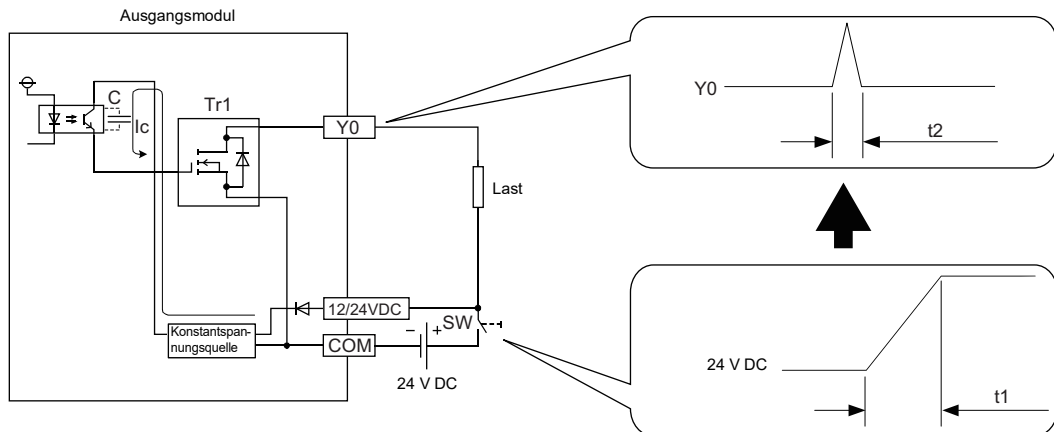 Ausgangsmodul
C
Ic
Tr1
Y0
Last
12/24VDC
Konstantspan-
nungsquelle
COM
SW
– +
24 V DC
Y0
t2
24 V DC
t1